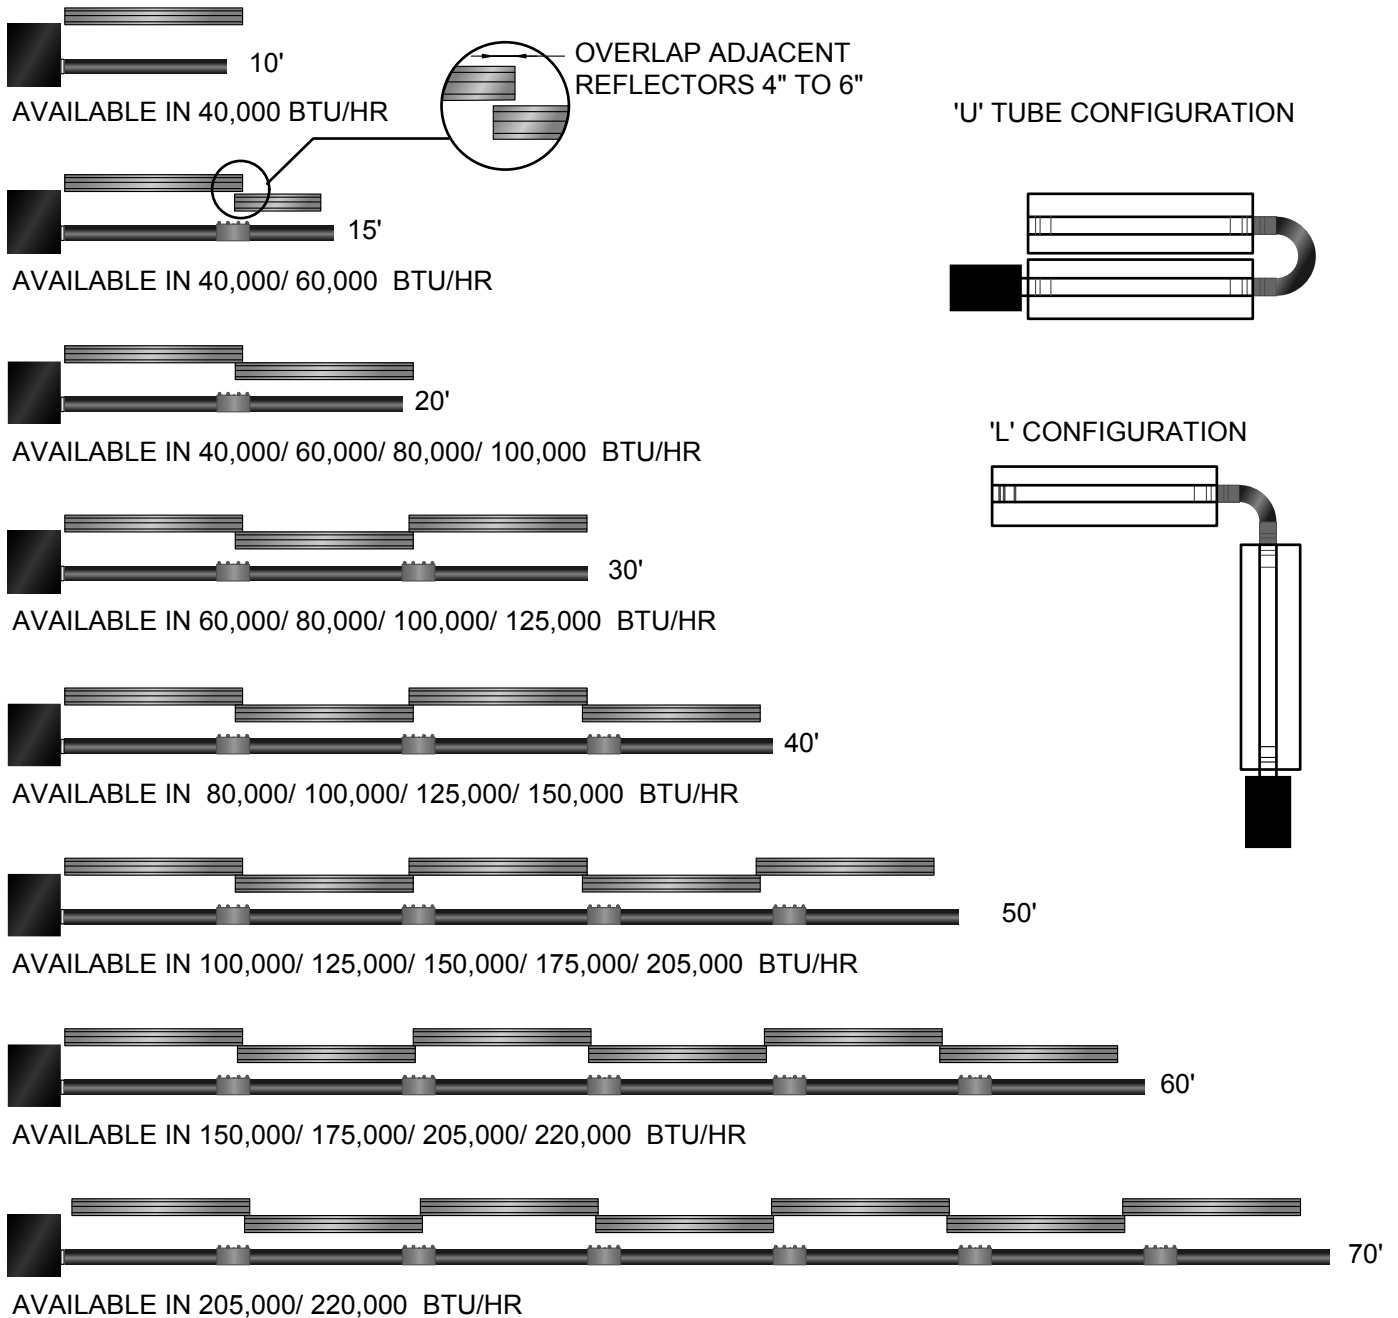 10'
OVERLAP ADJACENT
REFLECTORS 4" TO 6"
AVAILABLE IN 40,000 BTU/HR
15'
AVAILABLE IN 40,000/ 60,000 BTU/HR
20'
AVAILABLE IN 40,000/ 60,000/ 80,000/ 100,000 BTU/HR
30'
AVAILABLE IN 60,000/ 80,000/ 100,000/ 125,000 BTU/HR
40'
AVAILABLE IN 80,000/ 100,000/ 125,000/ 150,000 BTU/HR
50'
AVAILABLE IN 100,000/ 125,000/ 150,000/ 175,000/ 205,000 BTU/HR
60'
AVAILABLE IN 150,000/ 175,000/ 205,000/ 220,000 BTU/HR
70'
AVAILABLE IN 205,000/ 220,000 BTU/HR
'U' TUBE CONFIGURATION
'L' CONFIGURATION